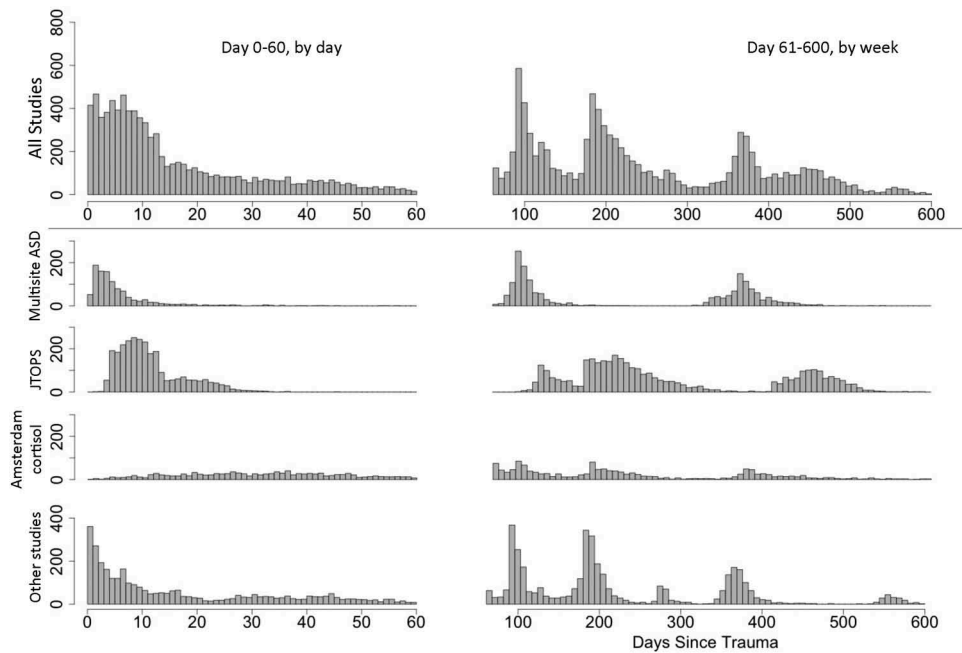 Day 0-60, by day
Day 61-600, by week
All Studies
0 200 400 600 800
0 10 20 30 40 50 60
100 200 300 400 500 600
Multisite ASD
0 200
JTOPS
0 200
Amsterdam
cortisol
0 200
Other studies
0 200 400
0 10 20 30 40 50 60
100 200 300 400 500 600
Days Since Trauma